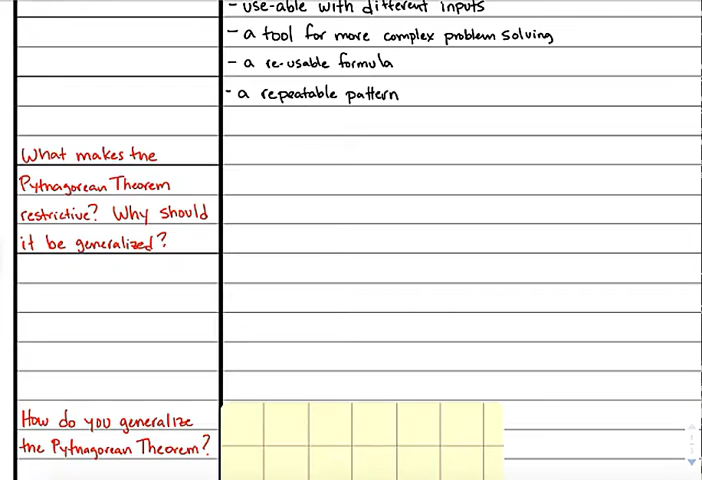 - use-able with different inputs
- a tool for more complex problem solving
- a re-usable formula
- a repeatable pattern
What makes the
Pythagorean Theorem
restrictive? Why should
it be generalized?
How do you generalize
the Pythagorean Theorem?